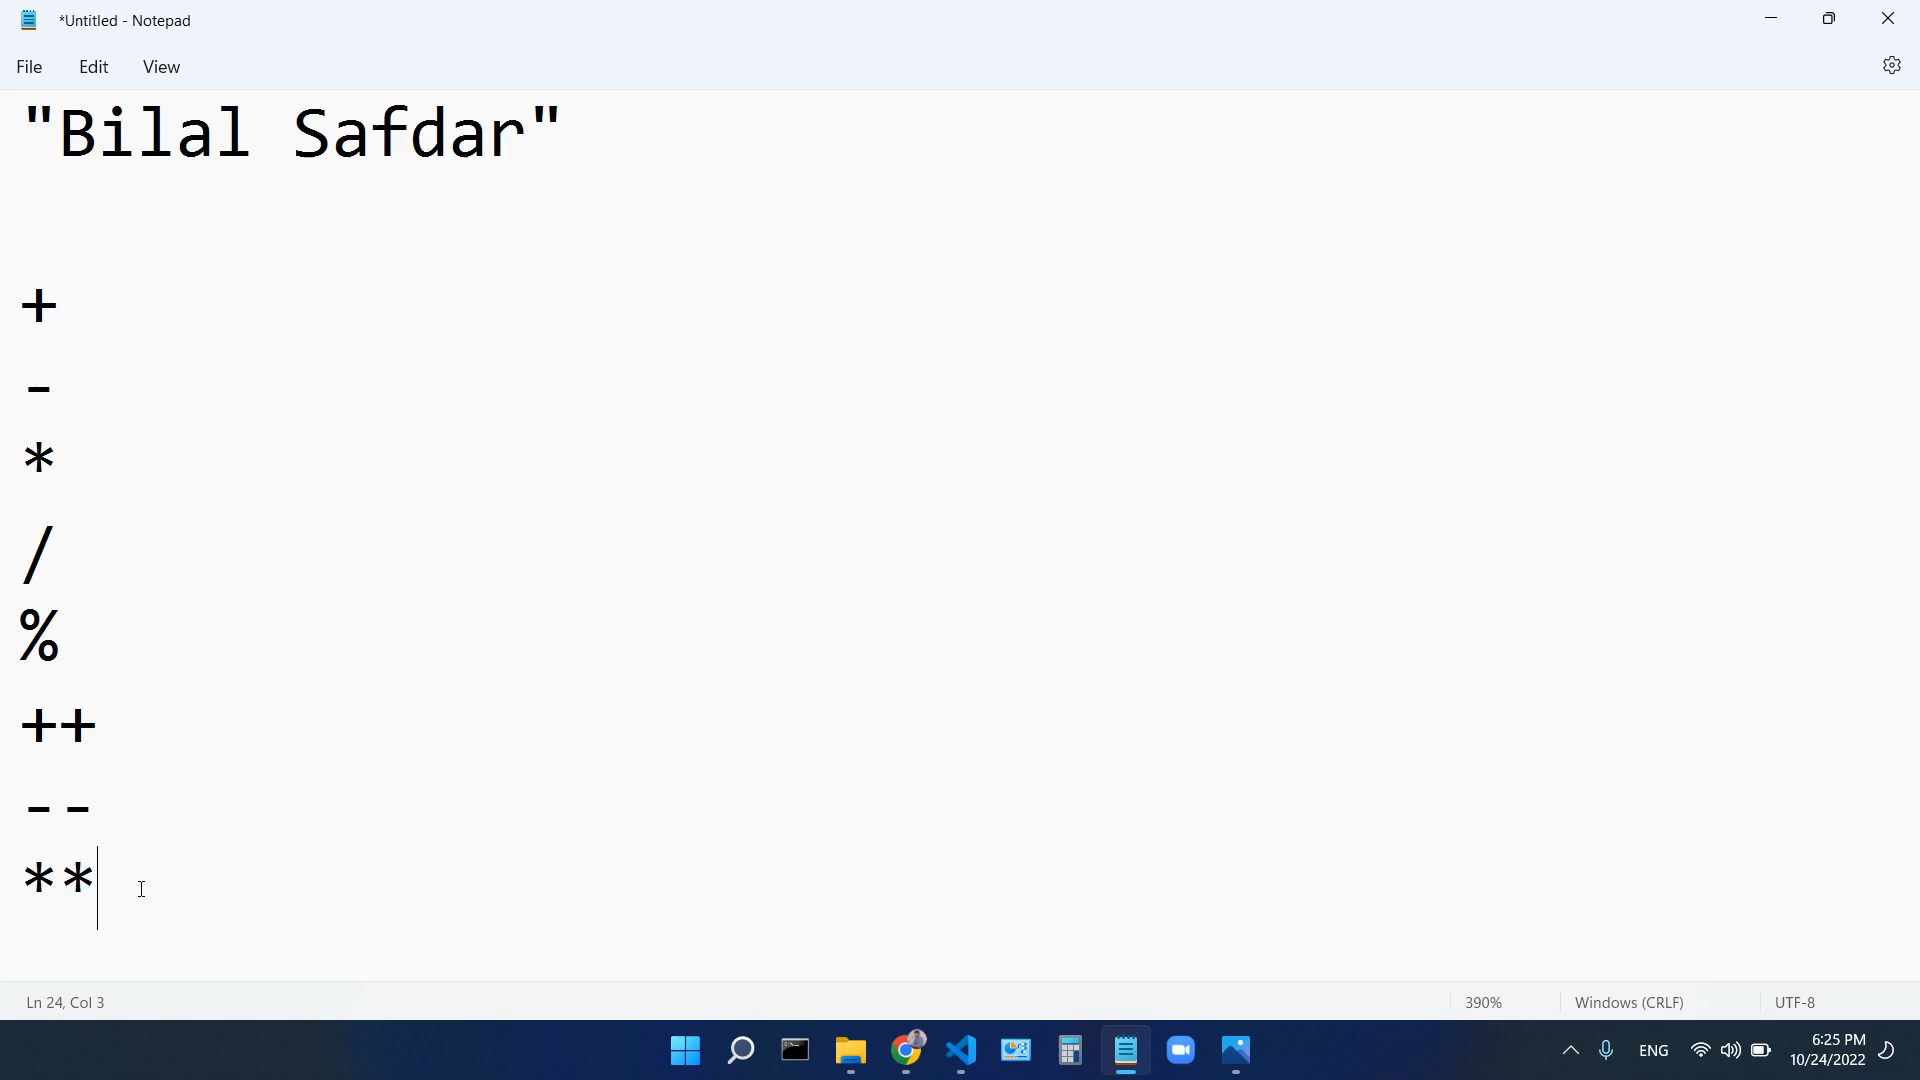 *Untitled - Notepad
File Edit View
"Bilal Safdar"
+
-
*
/
%
++
--
**
Ln 24, Col 3 390% Windows (CRLF) UTF-8
ENG 6:25 PM
10/24/2022